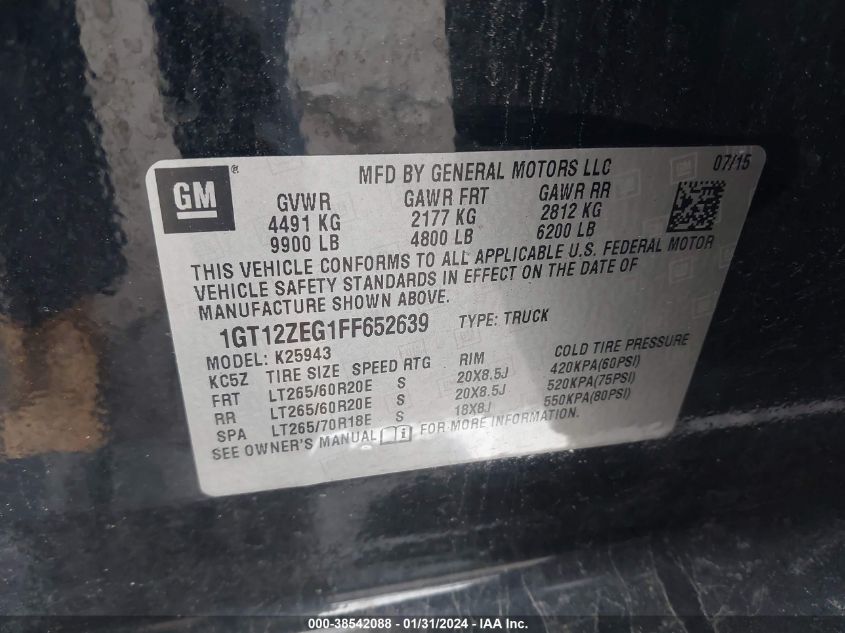 GM ® MFD BY GENERAL MOTORS LLC 07/15
GVWR GAWR FRT GAWR RR
4491 KG 2177 KG 2812 KG
9900 LB 4800 LB 6200 LB
THIS VEHICLE CONFORMS TO ALL APPLICABLE U.S. FEDERAL MOTOR
VEHICLE SAFETY STANDARDS IN EFFECT ON THE DATE OF
MANUFACTURE SHOWN ABOVE.
1GT12ZEG1FF652639 TYPE: TRUCK
MODEL: K25943
KC5Z TIRE SIZE SPEED RTG RIM COLD TIRE PRESSURE
FRT LT265/60R20E S 20X8.5J 420KPA(60PSI)
RR LT265/60R20E S 20X8.5J 520KPA(75PSI)
SPA LT265/70R18E S 18X8J 550KPA(80PSI)
SEE OWNER'S MANUAL FOR MORE INFORMATION.
000-38542088 - 01/31/2024 - IAA Inc.